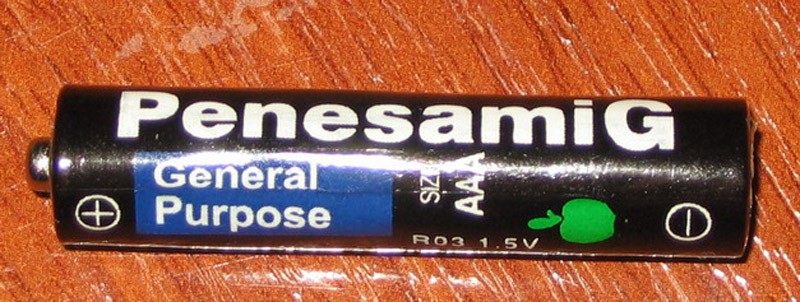 PenesamiG
General
Purpose
SIZE
AAA
R03 1.5V